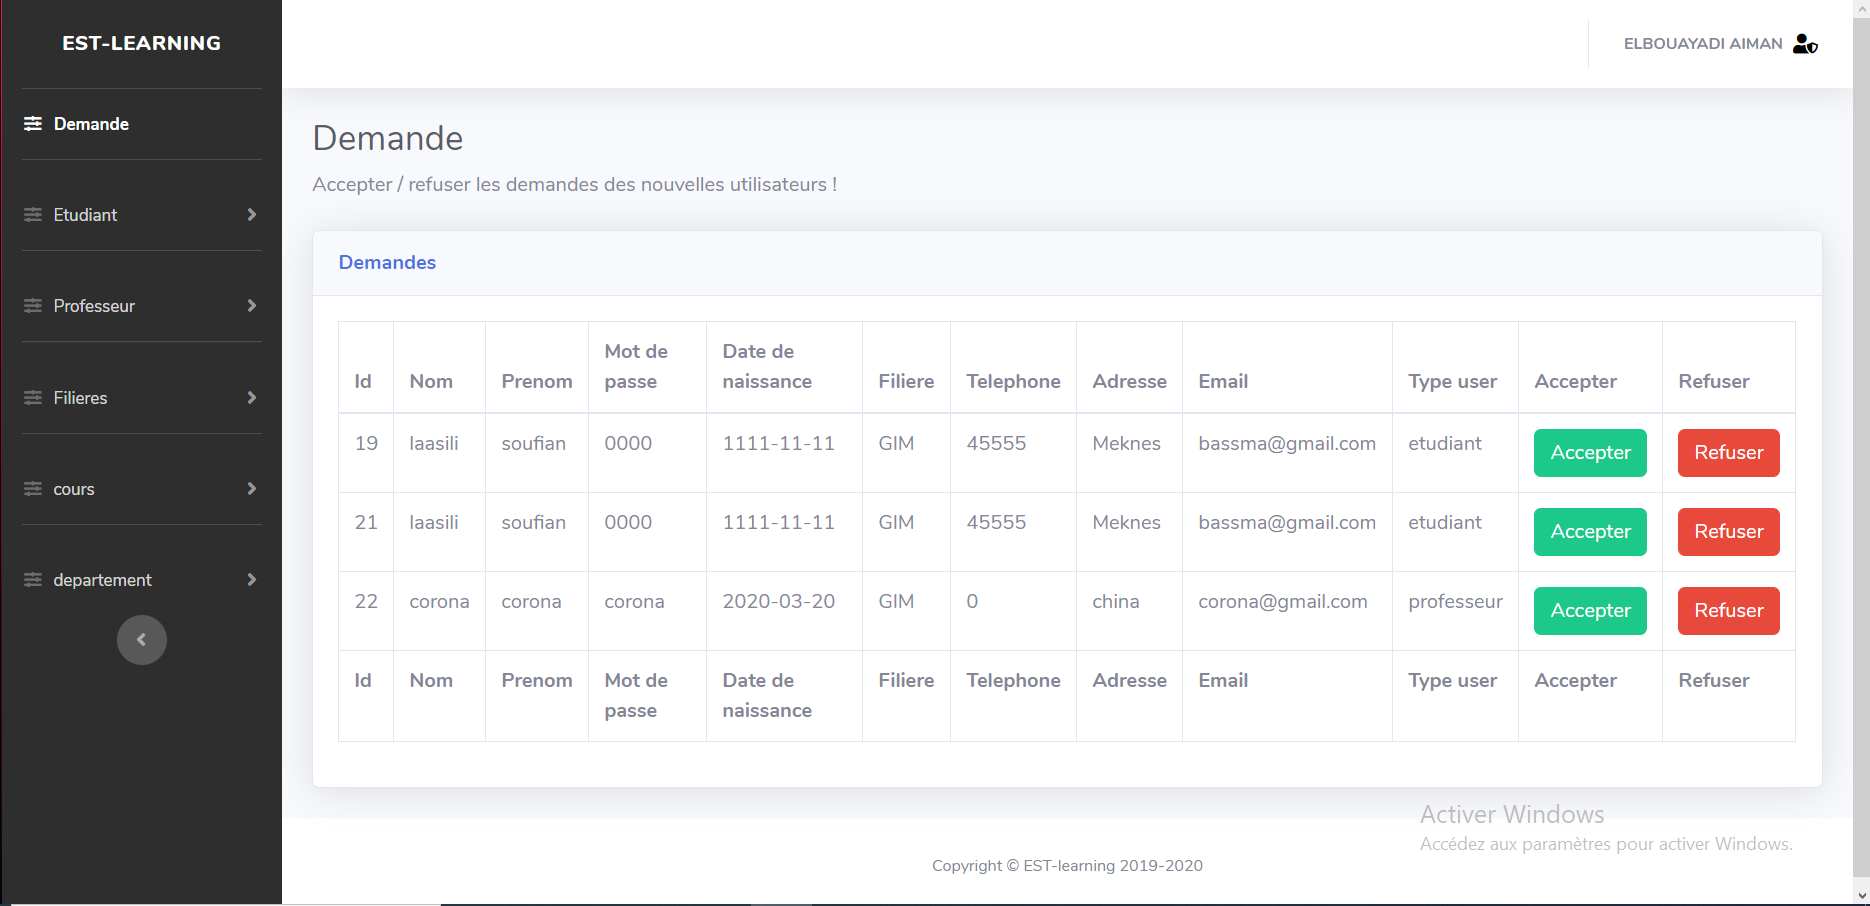 EST-LEARNING
ELBOUAYADI AIMAN
Demande
Etudiant
Professeur
Filieres
cours
departement
Demande
Accepter / refuser les demandes des nouvelles utilisateurs !
Demandes
Id Nom Prenom Mot de passe Date de naissance Filiere Telephone Adresse Email Type user Accepter Refuser
19 laasili soufian 0000 1111-11-11 GIM 45555 Meknes bassma@gmail.com etudiant Accepter Refuser
21 laasili soufian 0000 1111-11-11 GIM 45555 Meknes bassma@gmail.com etudiant Accepter Refuser
22 corona corona corona 2020-03-20 GIM 0 china corona@gmail.com professeur Accepter Refuser
Id Nom Prenom Mot de passe Date de naissance Filiere Telephone Adresse Email Type user Accepter Refuser
Activer Windows
Accédez aux paramètres pour activer Windows.
Copyright © EST-learning 2019-2020